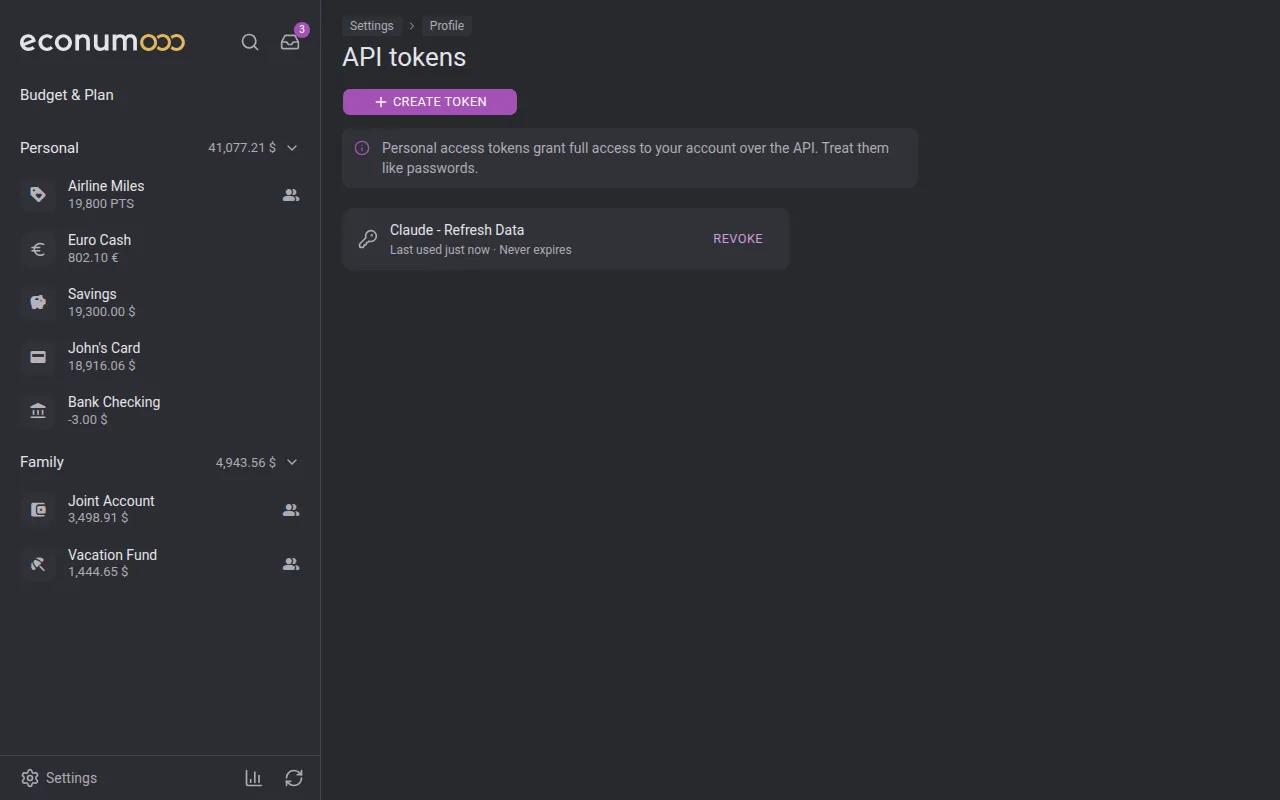 econumooo
3
Budget & Plan
Personal
41,077.21 $
Airline Miles
19,800 PTS
Euro Cash
802.10 €
Savings
19,300.00 $
John's Card
18,916.06 $
Bank Checking
-3.00 $
Family
4,943.56 $
Joint Account
3,498.91 $
Vacation Fund
1,444.65 $
Settings
Settings > Profile
API tokens
+ CREATE TOKEN
Personal access tokens grant full access to your account over the API. Treat them
like passwords.
Claude - Refresh Data
Last used just now · Never expires
REVOKE